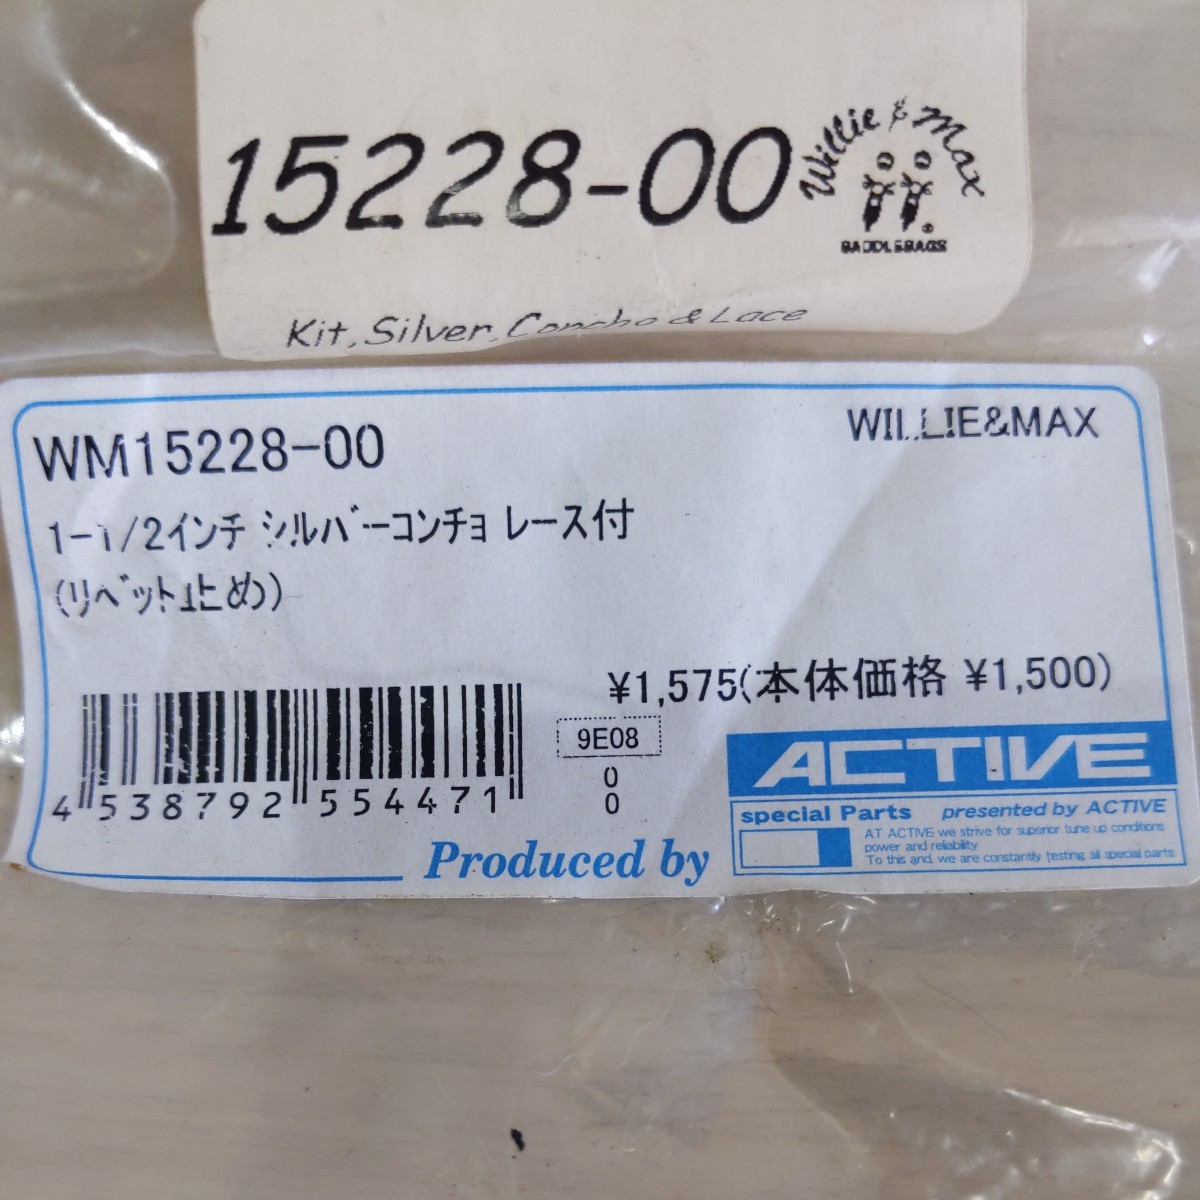 15228-00
Willie & Max
SADDLEBAGS
Kit, Silver, Concho & Lace
WM15228-00
WILLIE&MAX
1-1/2インチ シルバーコンチョ レース付
(リベット止め)
¥1,575(本体価格 ¥1,500)
9E08
0
0
4 538792 554471
ACTIVE
special Parts presented by ACTIVE
AT ACTIVE we strive for superior tune up conditions
power and reliability
To this and, we are constantly testing all special parts
Produced by